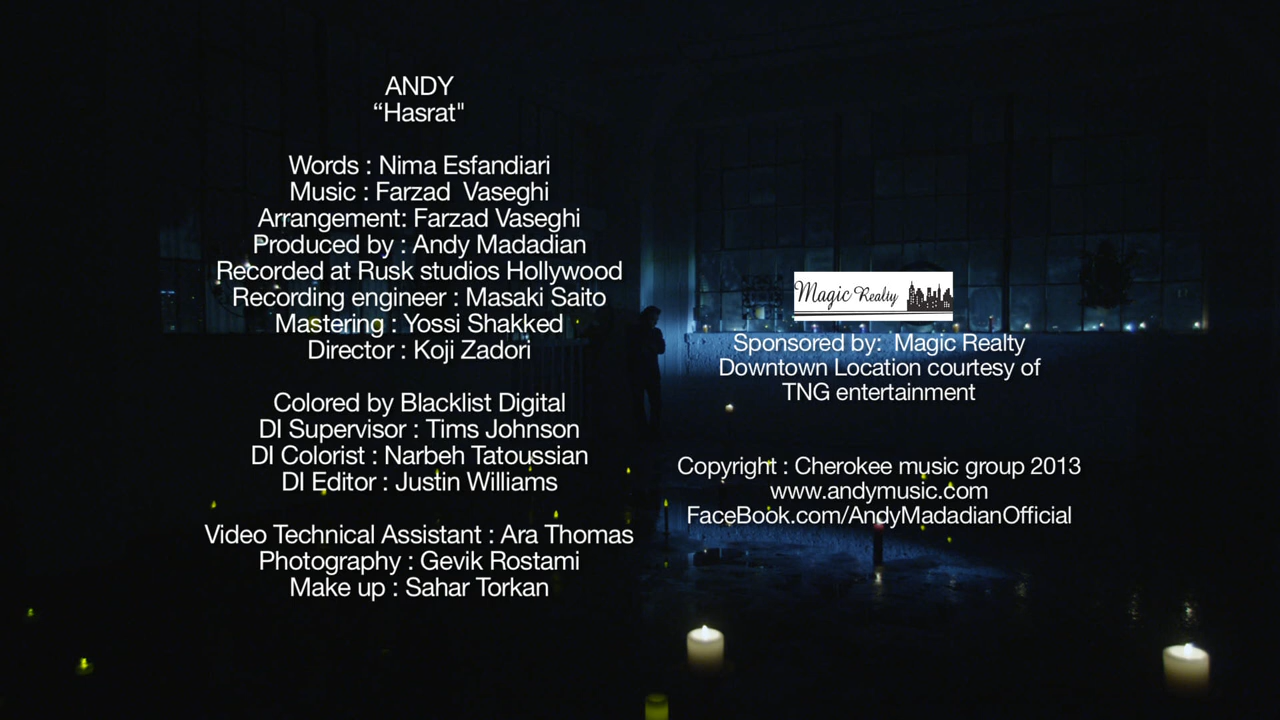 ANDY
“Hasrat"
Words : Nima Esfandiari
Music : Farzad  Vaseghi
Arrangement: Farzad Vaseghi
Produced by : Andy Madadian
Recorded at Rusk studios Hollywood
Recording engineer : Masaki Saito
Mastering : Yossi Shakked
Director : Koji Zadori
Colored by Blacklist Digital
DI Supervisor : Tims Johnson
DI Colorist : Narbeh Tatoussian
DI Editor : Justin Williams
Video Technical Assistant : Ara Thomas
Photography : Gevik Rostami
Make up : Sahar Torkan
Magic Realty
Sponsored by:  Magic Realty
Downtown Location courtesy of
TNG entertainment
Copyright : Cherokee music group 2013
www.andymusic.com
FaceBook.com/AndyMadadianOfficial